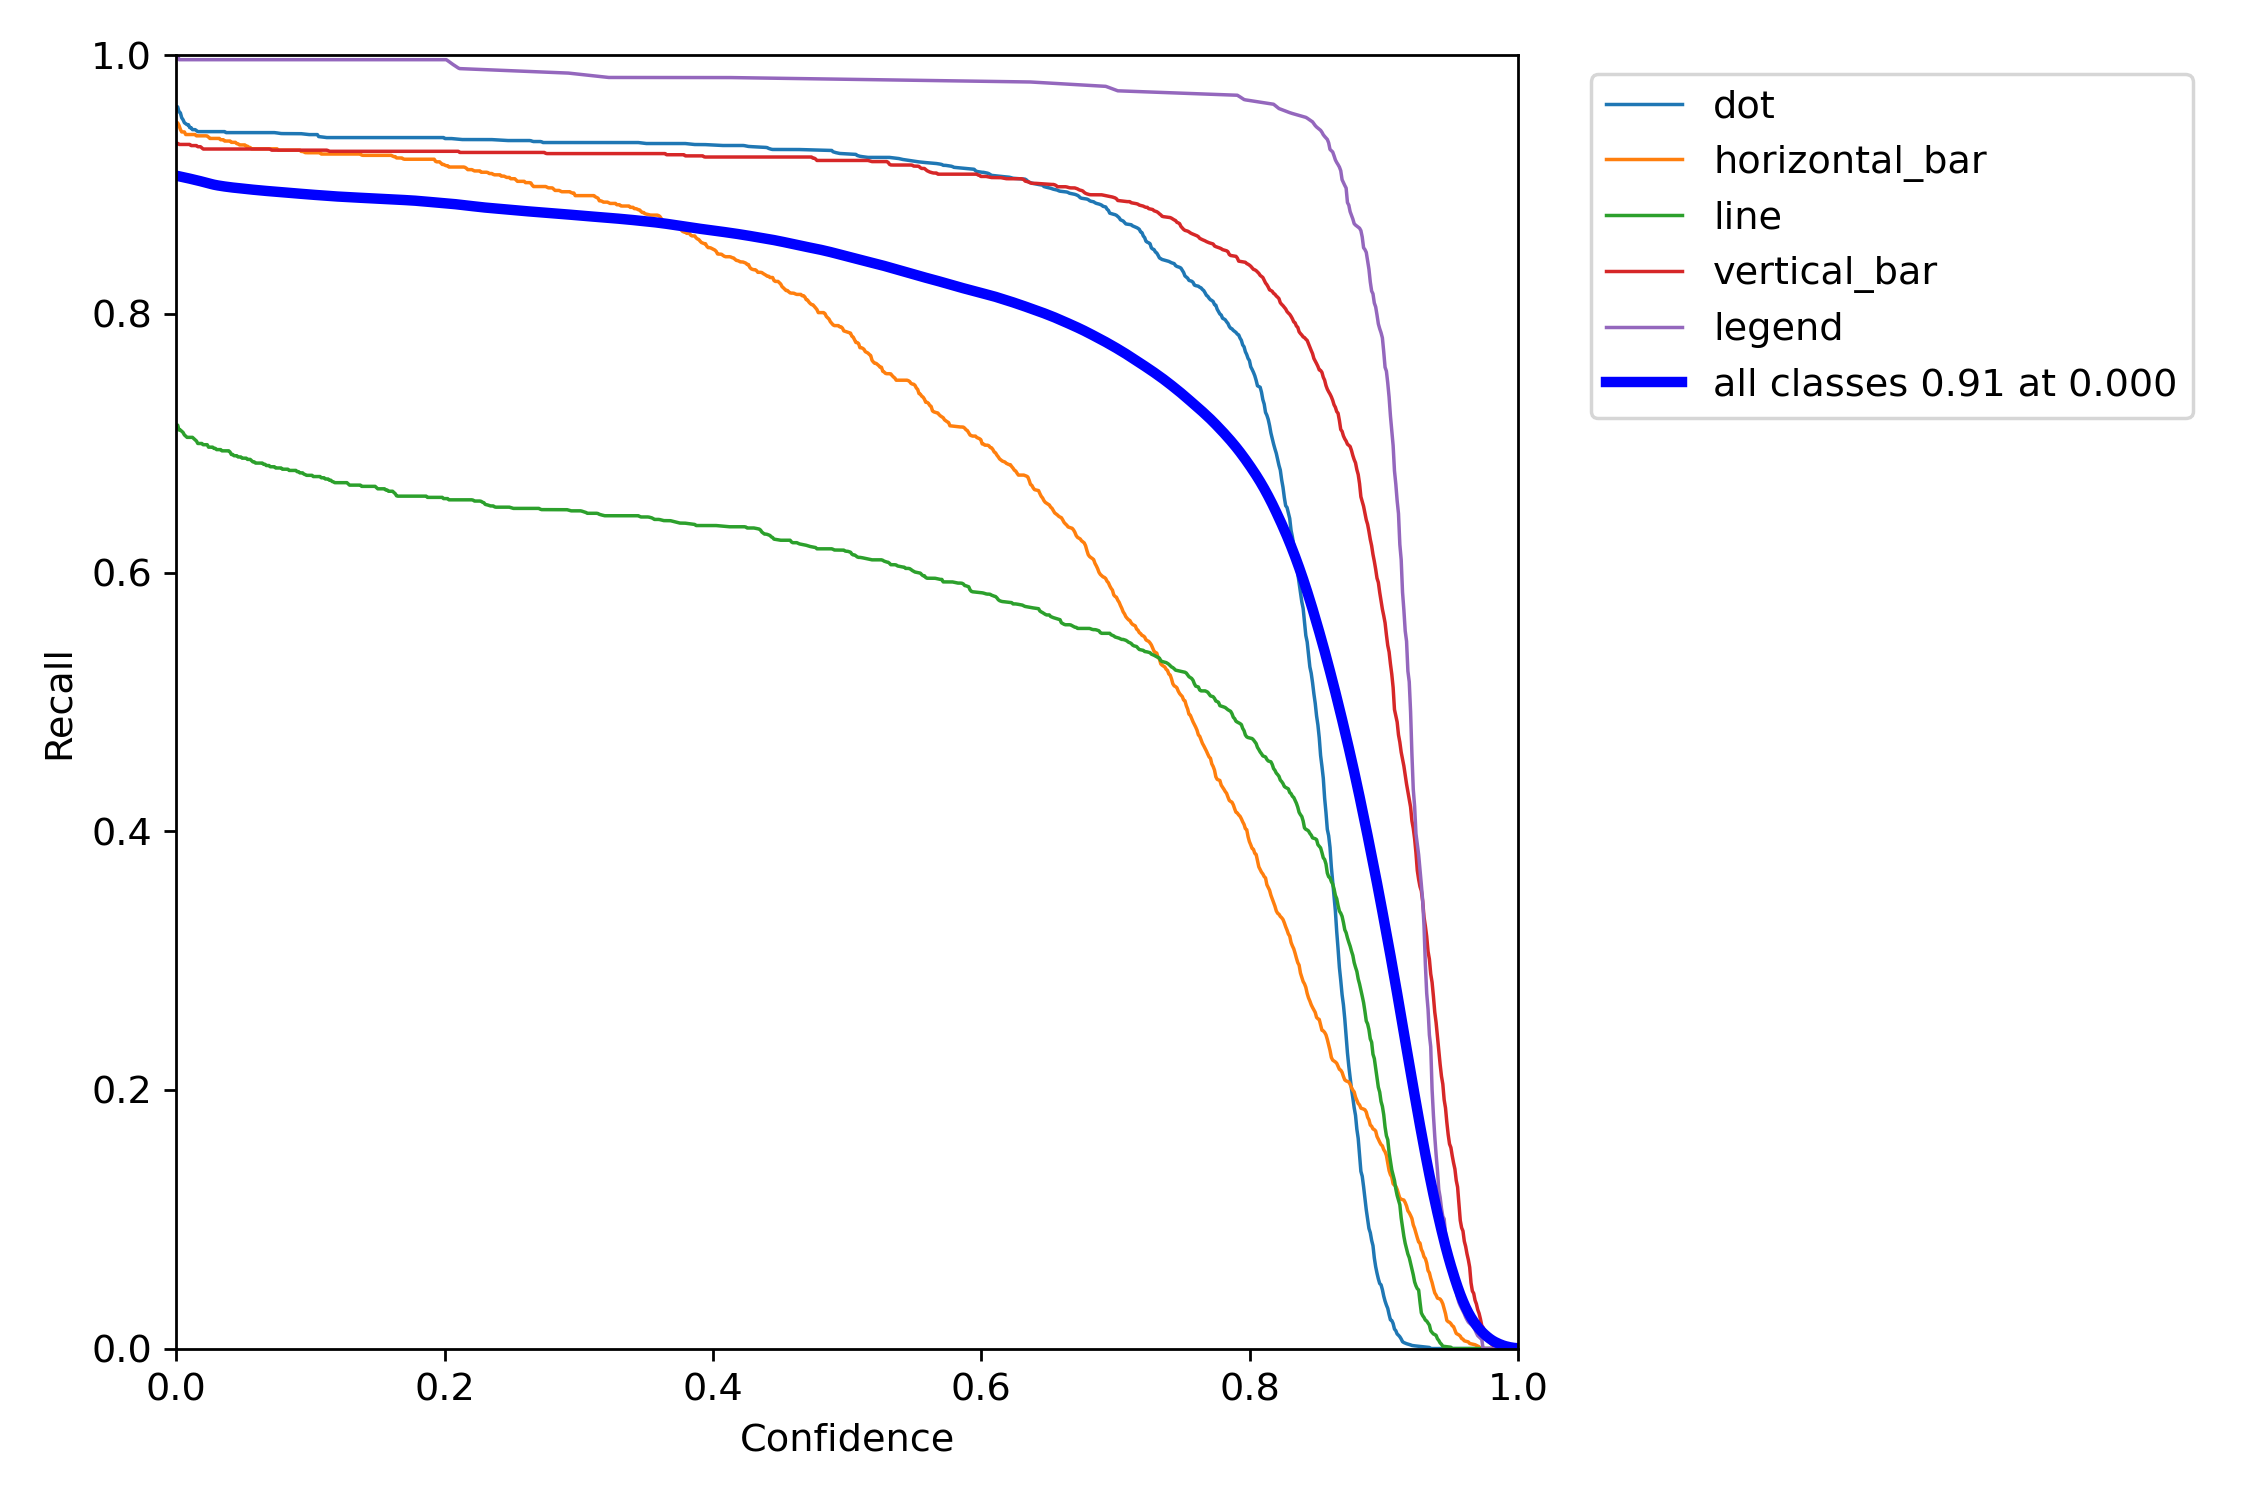 1.0
0.8
0.6
0.4
0.2
0.0
Recall
0.0 0.2 0.4 0.6 0.8 1.0
Confidence
dot
horizontal_bar
line
vertical_bar
legend
all classes 0.91 at 0.000